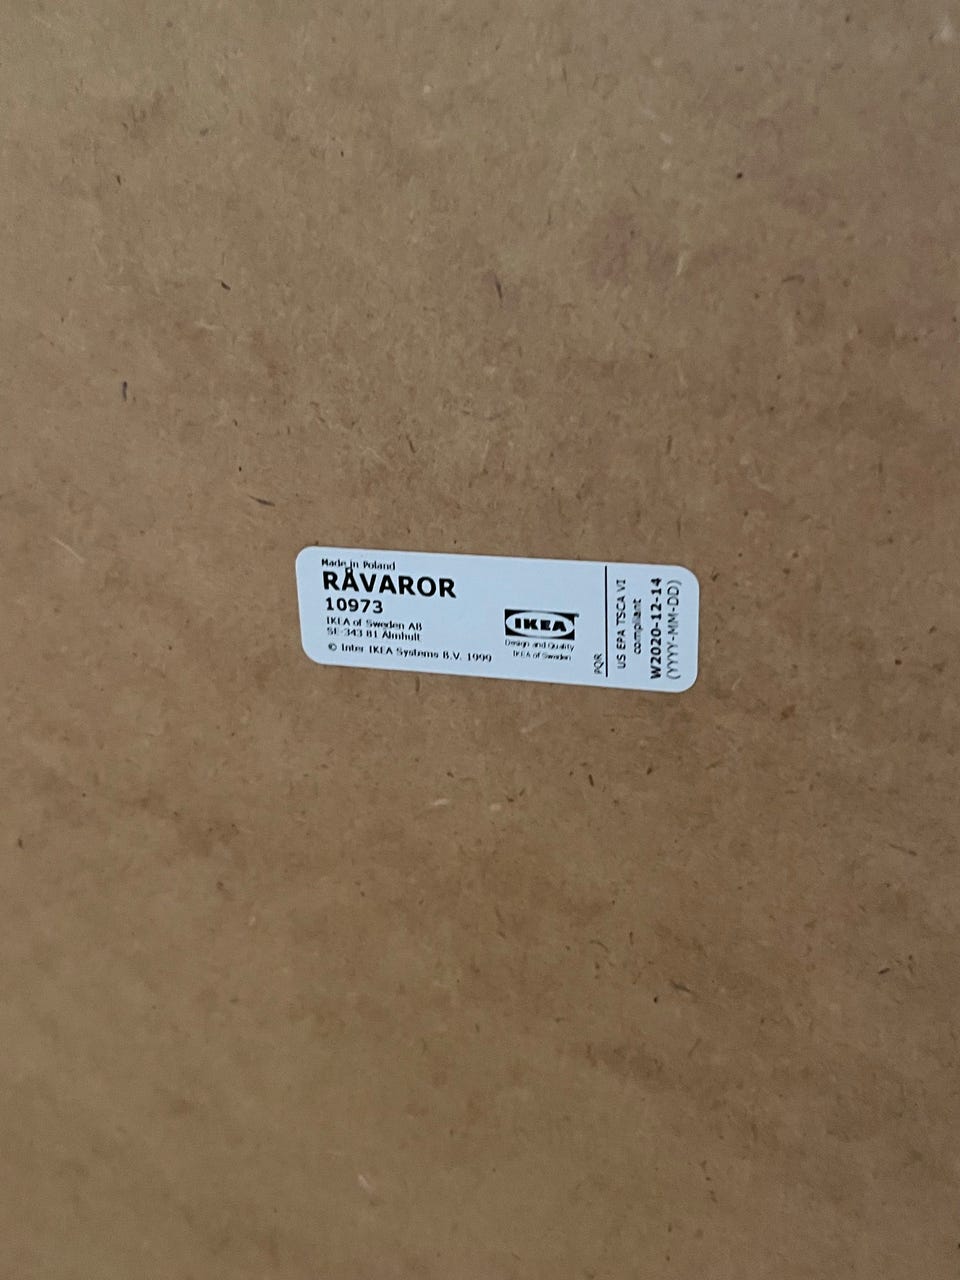 Made in Poland
RÅVAROR
10973
IKEA of Sweden AB
SE-343 81 Älmhult
© Inter IKEA Systems B.V. 1999
IKEA
Design and Quality
IKEA of Sweden
PQR
US EPA TSCA VI
compliant
W2020-12-14
(YYYY-MM-DD)